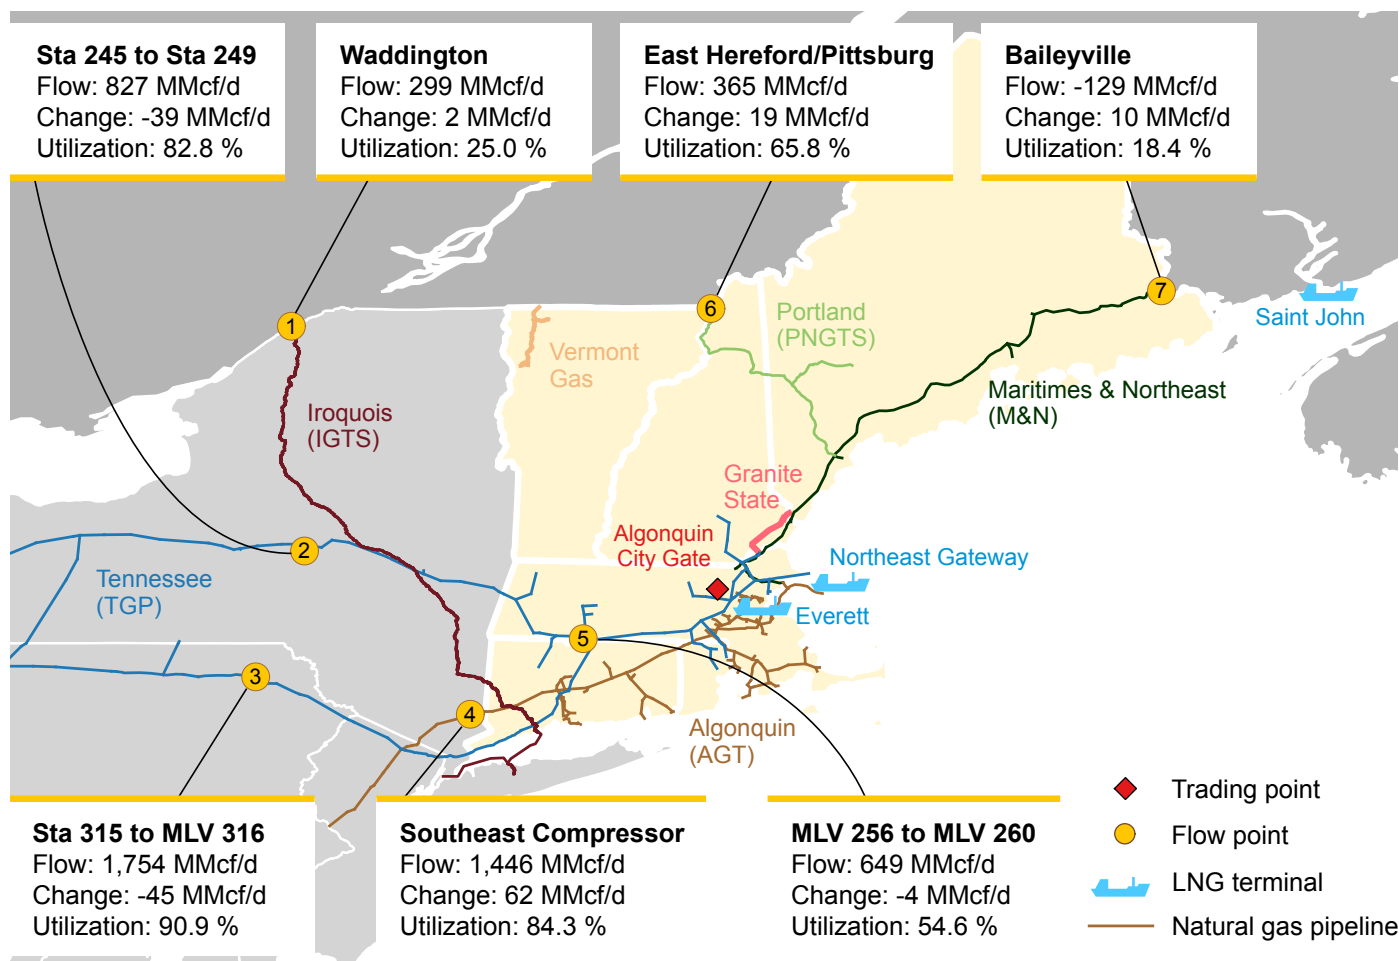 Sta 245 to Sta 249
Flow: 827 MMcf/d
Change: -39 MMcf/d
Utilization: 82.8 %
Waddington
Flow: 299 MMcf/d
Change: 2 MMcf/d
Utilization: 25.0 %
East Hereford/Pittsburg
Flow: 365 MMcf/d
Change: 19 MMcf/d
Utilization: 65.8 %
Baileyville
Flow: -129 MMcf/d
Change: 10 MMcf/d
Utilization: 18.4 %
1
6
7
Portland
(PNGTS)
Saint John
Vermont
Gas
Maritimes & Northeast
(M&N)
Iroquois
(IGTS)
Granite
State
Algonquin
City Gate
2
Northeast Gateway
Tennessee
(TGP)
Everett
5
3
4
Algonquin
(AGT)
Sta 315 to MLV 316
Flow: 1,754 MMcf/d
Change: -45 MMcf/d
Utilization: 90.9 %
Southeast Compressor
Flow: 1,446 MMcf/d
Change: 62 MMcf/d
Utilization: 84.3 %
MLV 256 to MLV 260
Flow: 649 MMcf/d
Change: -4 MMcf/d
Utilization: 54.6 %
Trading point
Flow point
LNG terminal
Natural gas pipeline